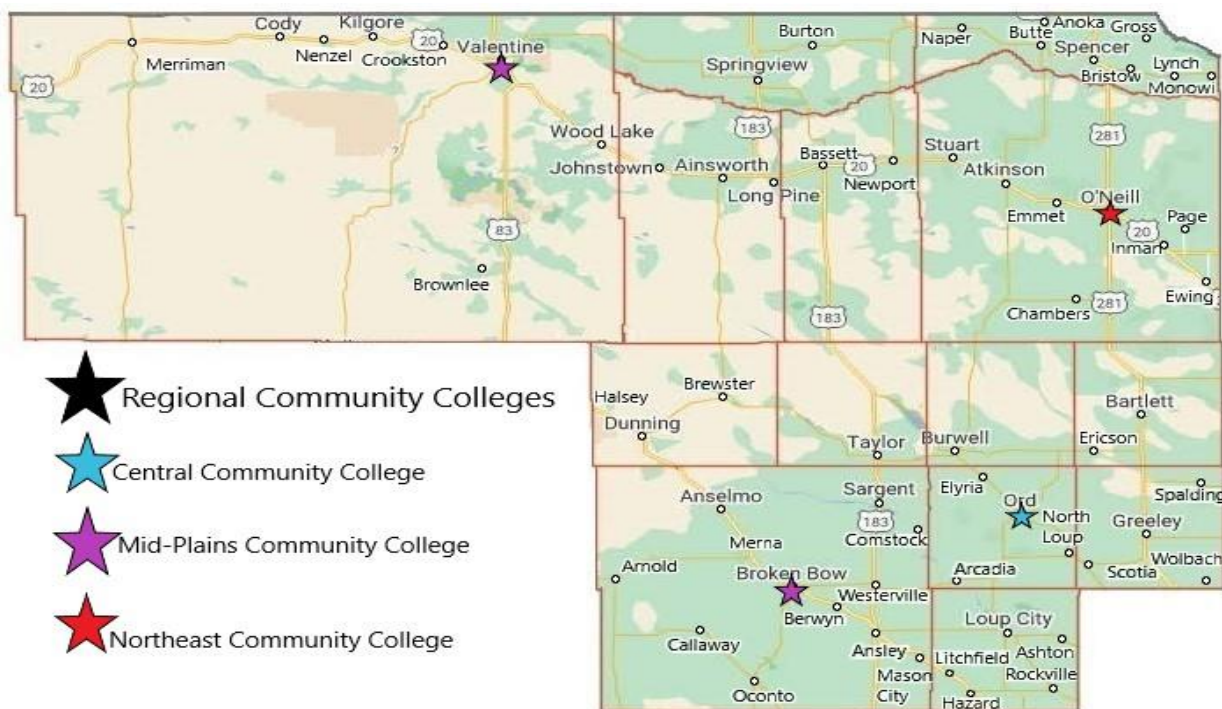 Cody
Kilgore
Nenzel
Crookston
20
Valentine
Merriman
20
Burton
Springview
Naper
Butte
Anoka
Gross
Spencer
Lynch
Bristow
Monowi
Wood Lake
183
281
Johnstown
Ainsworth
Bassett
20
Stuart
Long Pine
Newport
Atkinson
O'Neill
Emmet
20
Page
Inman
83
Brownlee
183
Chambers
281
Ewing
Regional Community Colleges
Central Community College
Mid-Plains Community College
Northeast Community College
Halsey
Brewster
Dunning
Taylor
Burwell
Bartlett
Ericson
Anselmo
Sargent
Elyria
Ord
Spalding
183
North
Loup
Greeley
Merna
Comstock
Wolbach
Arnold
Broken Bow
Arcadia
Scotia
Westerville
Berwyn
Callaway
Ansley
Loup City
Ashton
Litchfield
Rockville
Mason
City
Oconto
Hazard